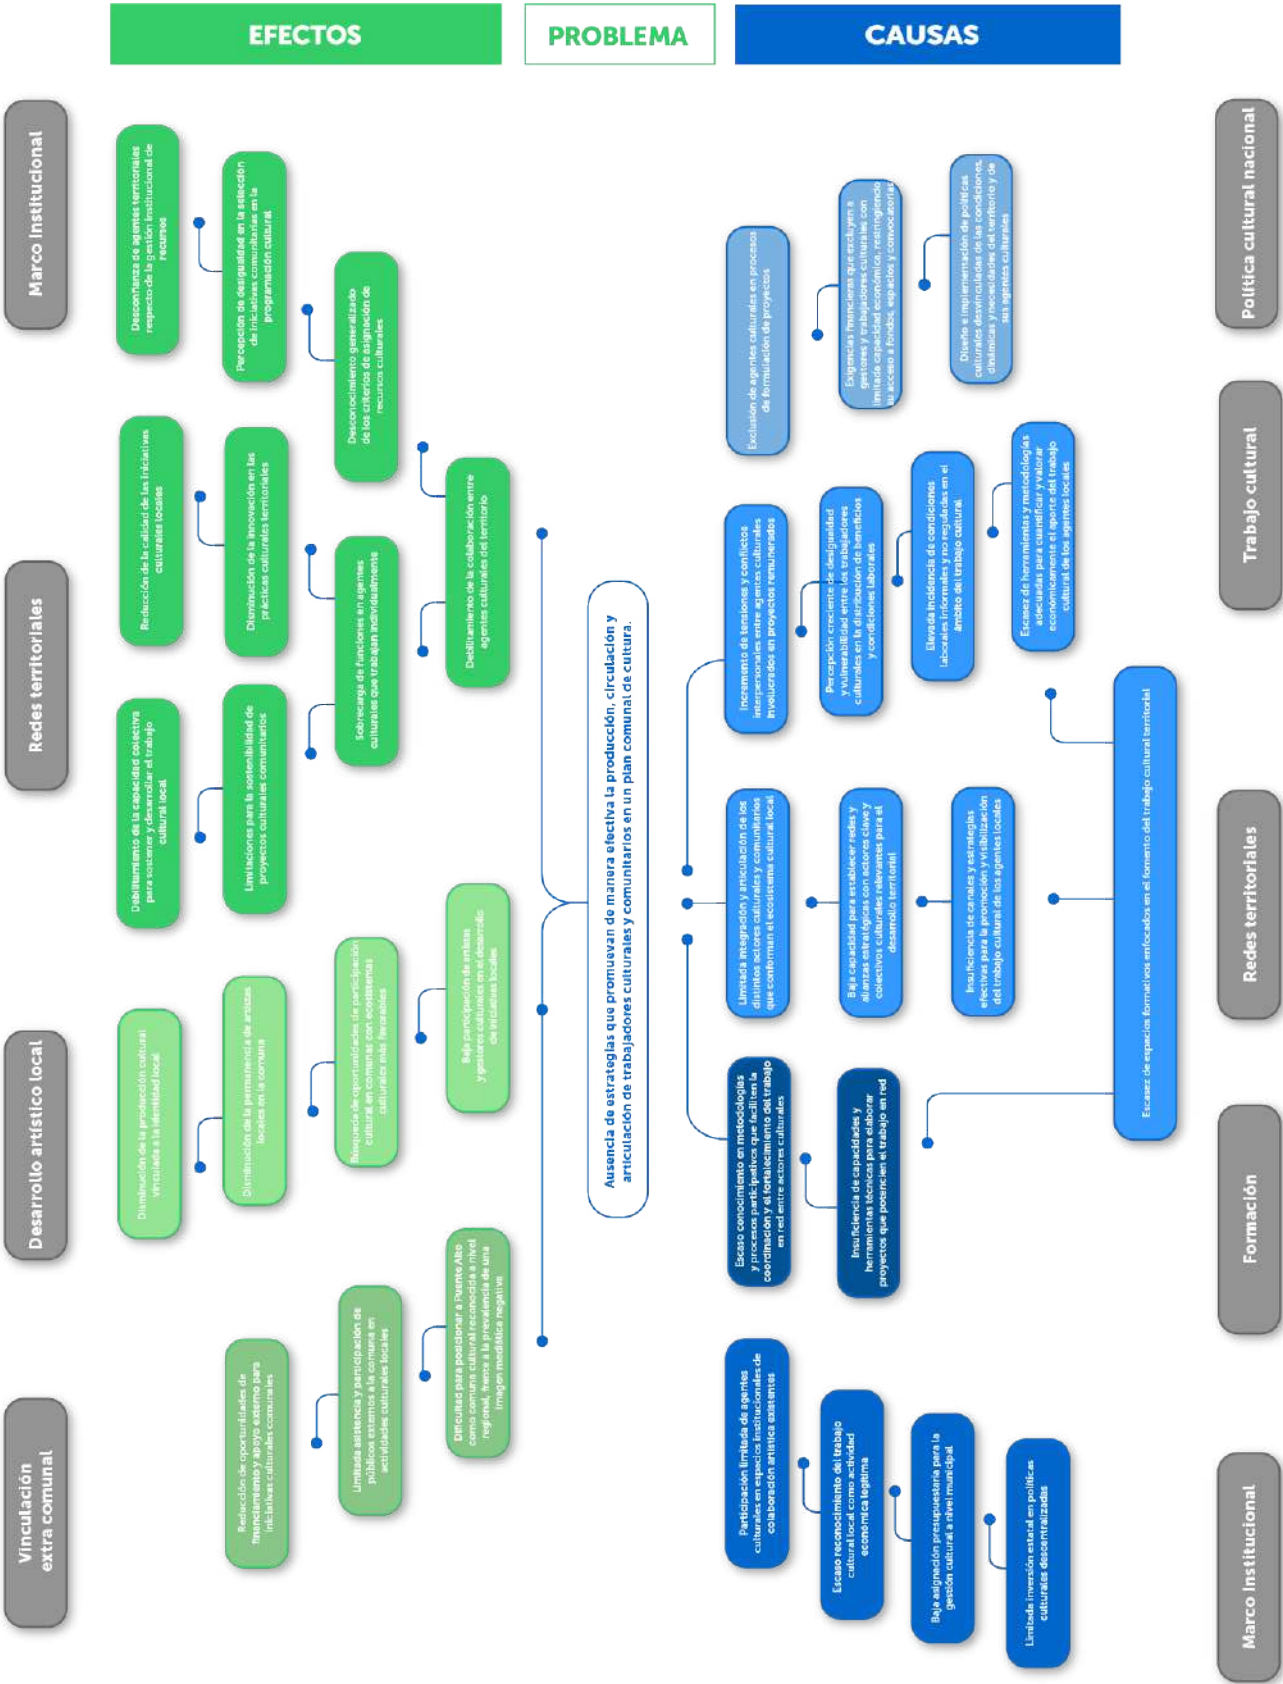 EFECTOS
PROBLEMA
CAUSAS
Vinculación
extra comunal
Desarrollo artístico local
Redes territoriales
Marco Institucional
Disminución de la producción cultural
vinculada a la identidad local
Debilitamiento de la capacidad colectiva
para sostener y desarrollar el trabajo
cultural local
Reducción de la calidad de las iniciativas
culturales locales
Desconfianza de agentes territoriales
respecto de la gestión institucional de
recursos
Reducción de oportunidades de
financiamiento y apoyo externo para
iniciativas culturales comunales
Disminución de la permanencia de artistas
locales en la comuna
Limitaciones para la sostenibilidad de
proyectos culturales comunitarios
Disminución de la innovación en las
prácticas culturales territoriales
Percepción de desigualdad en la selección
de iniciativas comunitarias en la
programación cultural
Limitada asistencia y participación de
públicos externos a la comuna en
actividades culturales locales
Búsqueda de oportunidades de participación
cultural en comunas con ecosistemas
culturales más favorables
Sobrecarga de funciones en agentes
culturales que trabajan individualmente
Desconocimiento generalizado
de los criterios de asignación de
recursos culturales
Dificultad para posicionar a Puente Alto
como comuna cultural reconocida a nivel
regional, frente a la prevalencia de una
imagen mediática negativa
Baja participación de artistas
y gestores culturales en el desarrollo
de iniciativas locales
Debilitamiento de la colaboración entre
agentes culturales del territorio
Ausencia de estrategias que promuevan de manera efectiva la producción, circulación y
articulación de trabajadores culturales y comunitarios en un plan comunal de cultura.
Participación limitada de agentes
culturales en espacios institucionales de
colaboración artística existentes
Escaso conocimiento en metodologías
y procesos participativos que faciliten la
coordinación y el fortalecimiento del trabajo
en red entre actores culturales
Limitada integración y articulación de los
distintos actores culturales y comunitarios
que conforman el ecosistema cultural local
Incremento de tensiones y conflictos
interpersonales entre agentes culturales
involucrados en proyectos remunerados
Exclusión de agentes culturales en procesos
de formulación de proyectos
Escaso reconocimiento del trabajo
cultural local como actividad
económica legítima
Insuficiencia de capacidades y
herramientas técnicas para elaborar
proyectos que potencien el trabajo en red
Baja capacidad para establecer redes y
alianzas estratégicas con actores clave y
colectivos culturales relevantes para el
desarrollo territorial
Percepción creciente de desigualdad
y vulnerabilidad entre los trabajadores
culturales en la distribución de beneficios
y condiciones laborales
Exigencias financieras que excluyen a
gestores y trabajadores culturales con
limitada capacidad económica, restringiendo
su acceso a fondos, espacios y convocatorias
Baja asignación presupuestaria para la
gestión cultural a nivel municipal
Insuficiencia de canales y estrategias
efectivas para la promoción y visibilización
del trabajo cultural de los agentes locales
Elevada incidencia de condiciones
laborales informales y no reguladas en el
ámbito del trabajo cultural
Diseño e implementación de políticas
culturales desvinculadas de las condiciones,
dinámicas y necesidades del territorio y de
sus agentes culturales
Limitada inversión estatal en políticas
culturales descentralizadas
Escasez de herramientas y metodologías
adecuadas para cuantificar y valorar
económicamente el aporte del trabajo
cultural de los agentes locales
Escasez de espacios formativos enfocados en el fomento del trabajo cultural territorial
Marco Institucional
Formación
Redes territoriales
Trabajo cultural
Política cultural nacional